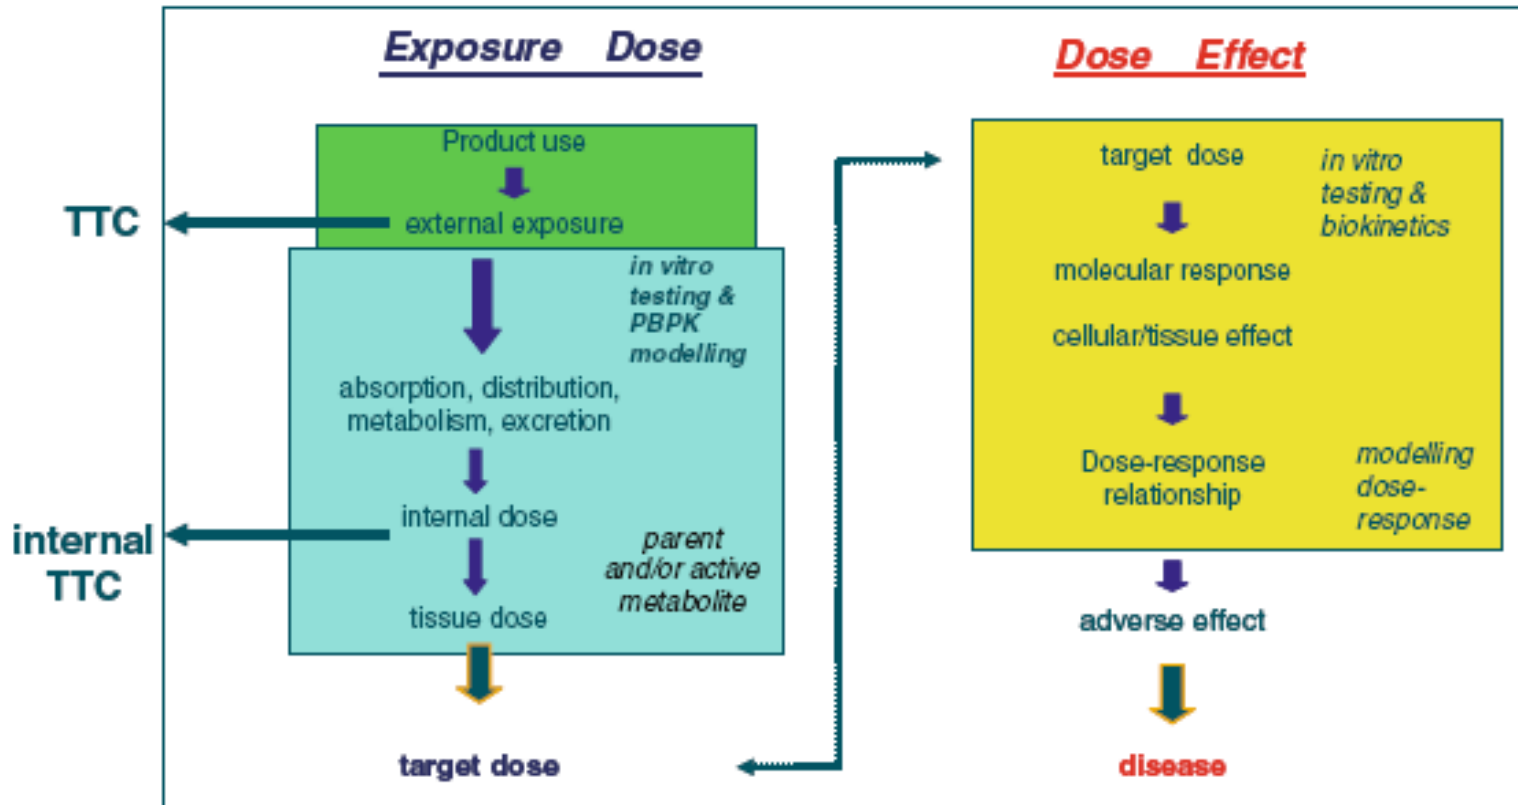 Exposure Dose
Dose Effect
TTC
internal
TTC
Product use
external exposure
in vitro
testing &
PBPK
modelling
absorption, distribution,
metabolism, excretion
internal dose
parent
and/or active
metabolite
tissue dose
target dose
target dose
in vitro
testing &
biokinetics
molecular response
cellular/tissue effect
Dose-response
relationship
modelling
dose-
response
adverse effect
disease